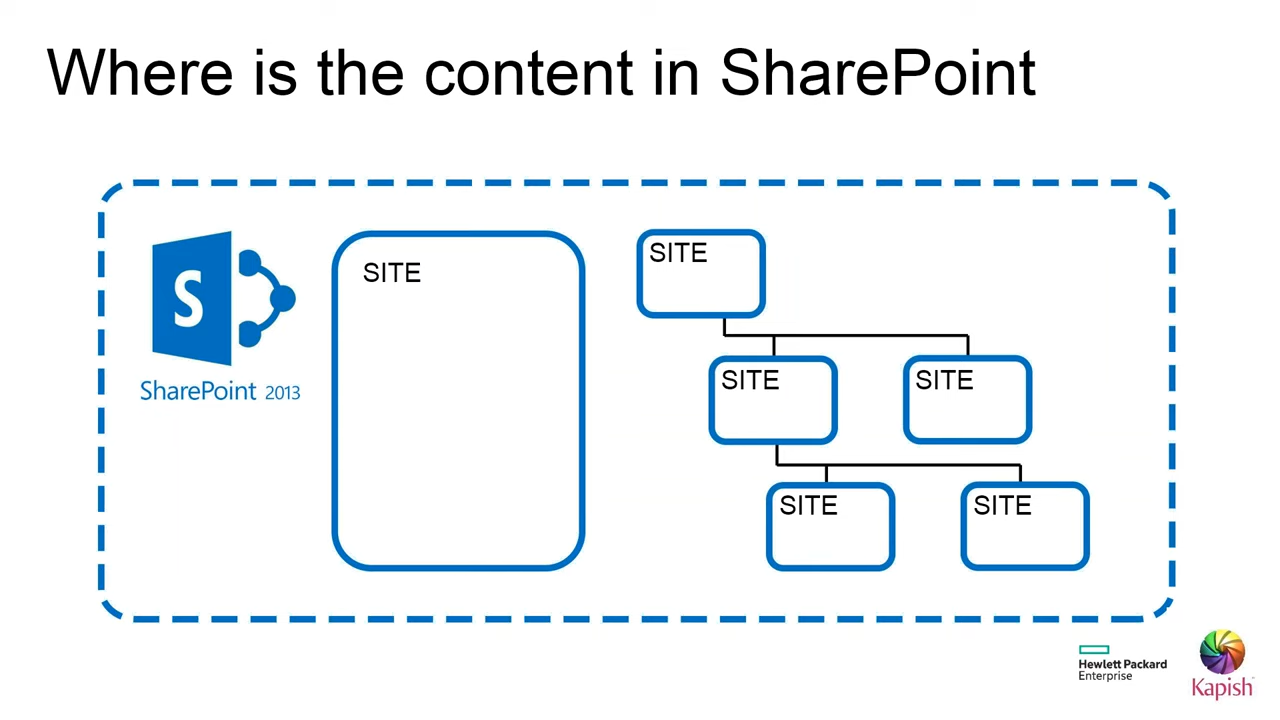 Where is the content in SharePoint
S
SharePoint 2013
SITE
SITE
SITE
SITE
SITE
SITE
Hewlett Packard
Enterprise
Kapish